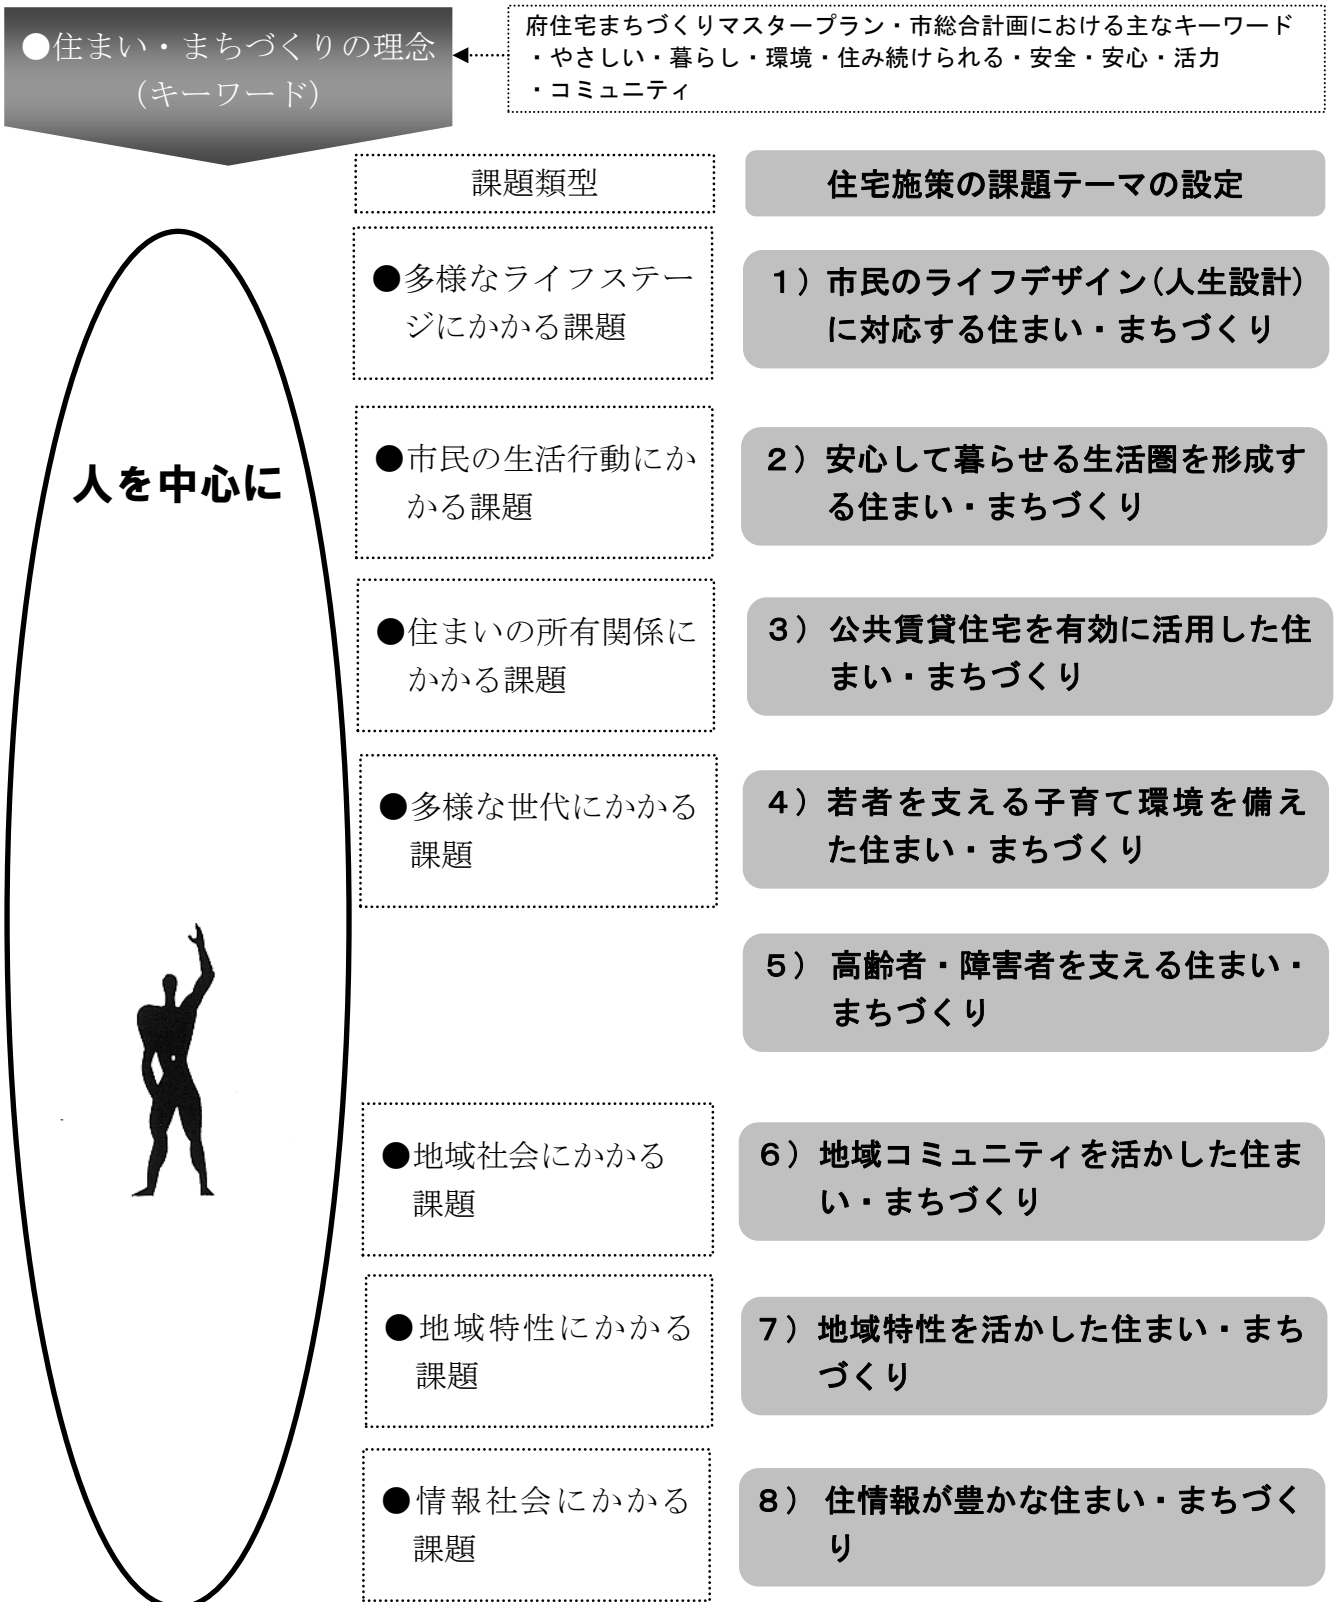 ●住まい・まちづくりの理念
(キーワード)
府住宅まちづくりマスタープラン・市総合計画における主なキーワード
・やさしい・暮らし・環境・住み続けられる・安全・安心・活力
・コミュニティ
課題類型
住宅施策の課題テーマの設定
人を中心に
●多様なライフステー
ジにかかる課題
1）市民のライフデザイン(人生設計)
に対応する住まい・まちづくり
●市民の生活行動にか
かる課題
2）安心して暮らせる生活圏を形成す
る住まい・まちづくり
●住まいの所有関係に
かかる課題
3）公共賃貸住宅を有効に活用した住
まい・まちづくり
●多様な世代にかかる
課題
4）若者を支える子育て環境を備え
た住まい・まちづくり
5）高齢者・障害者を支える住まい・
まちづくり
●地域社会にかかる
課題
6）地域コミュニティを活かした住ま
い・まちづくり
●地域特性にかかる
課題
7）地域特性を活かした住まい・まち
づくり
●情報社会にかかる
課題
8）住情報が豊かな住まい・まちづく
り